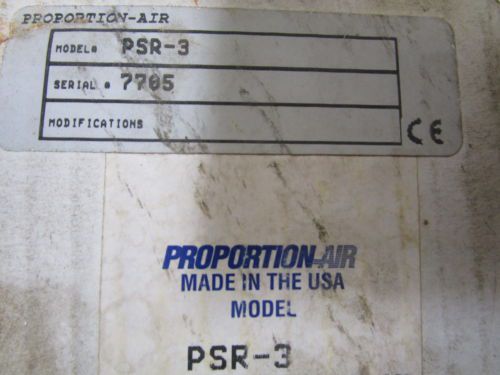 PROPORTION-AIR
MODEL# PSR-3
SERIAL # 7705
MODIFICATIONS
CE
PROPORTION-AIR
MADE IN THE USA
MODEL
PSR-3